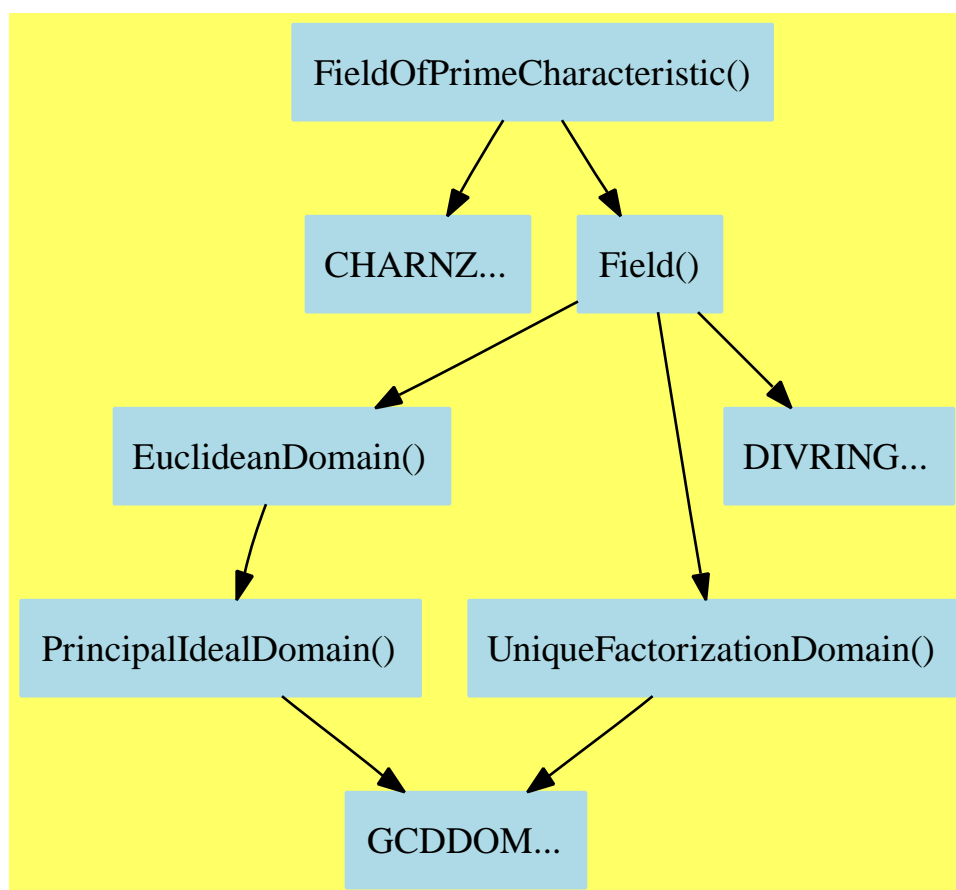 FieldOfPrimeCharacteristic()
CHARNZ...
Field()
EuclideanDomain()
DIVRING...
PrincipalIdealDomain()
UniqueFactorizationDomain()
GCDDOM...